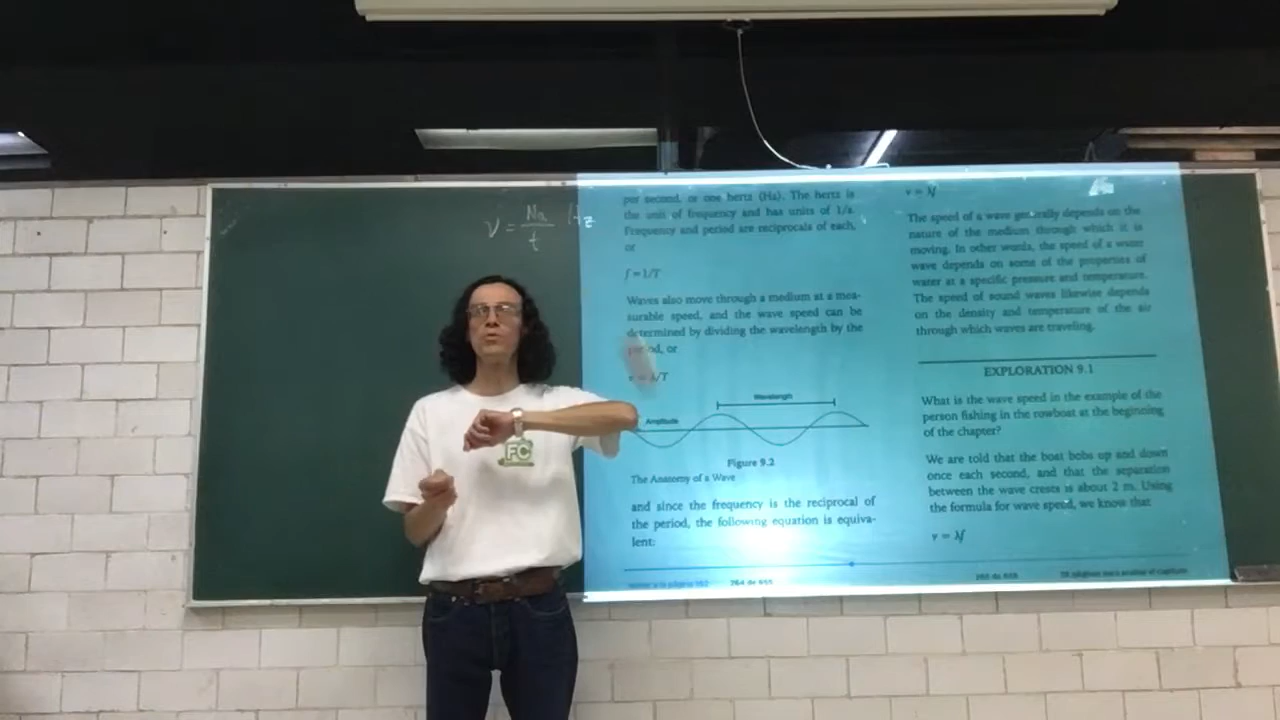 ν = No/t Hz
FC
per second, or one hertz (Hz). The hertz is
the unit of frequency and has units of 1/s.
Frequency and period are reciprocals of each,
or
f = 1/T
Waves also move through a medium at a mea-
surable speed, and the wave speed can be
determined by dividing the wavelength by the
period, or
v = λ/T
Wavelength
Amplitude
Figure 9.2
The Anatomy of a Wave
and since the frequency is the reciprocal of
the period, the following equation is equiva-
lent:
264 de 655
v = λf
The speed of a wave generally depends on the
nature of the medium through which it is
moving. In other words, the speed of a water
wave depends on some of the properties of
water at a specific pressure and temperature.
The speed of sound waves likewise depends
on the density and temperature of the air
through which waves are traveling.
EXPLORATION 9.1
What is the wave speed in the example of the
person fishing in the rowboat at the beginning
of the chapter?
We are told that the boat bobs up and down
once each second, and that the separation
between the wave crests is about 2 m. Using
the formula for wave speed, we know that
v = λf